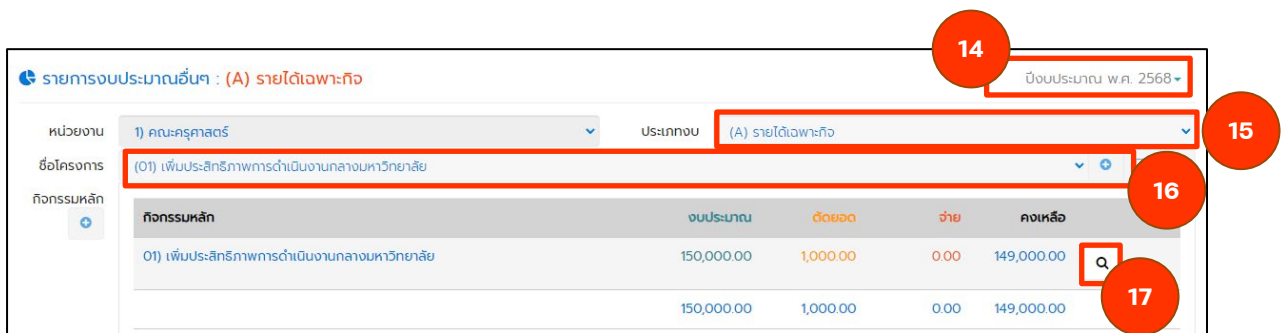 14
รายการงบประมาณอื่นๆ : (A) รายได้เฉพาะกิจ
ปีงบประมาณ พ.ศ. 2568
หน่วยงาน 1) คณะครุศาสตร์ ประเภทงบ (A) รายได้เฉพาะกิจ 15
ชื่อโครงการ (01) เพิ่มประสิทธิภาพการดำเนินงานกลางมหาวิทยาลัย
16
กิจกรรมหลัก
กิจกรรมหลัก งบประมาณ ตัดยอด จ่าย คงเหลือ
01) เพิ่มประสิทธิภาพการดำเนินงานกลางมหาวิทยาลัย 150,000.00 1,000.00 0.00 149,000.00
17
150,000.00 1,000.00 0.00 149,000.00